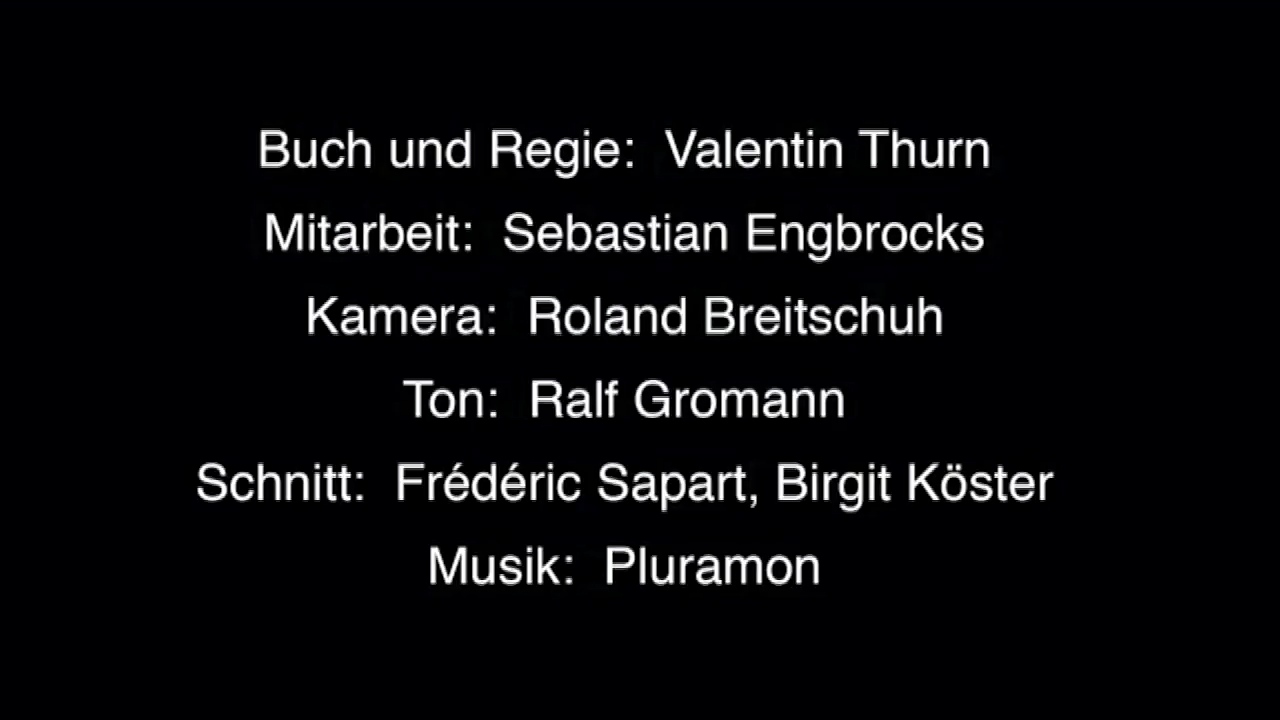 Buch und Regie: Valentin Thurn
Mitarbeit: Sebastian Engbrocks
Kamera: Roland Breitschuh
Ton: Ralf Gromann
Schnitt: Frédéric Sapart, Birgit Köster
Musik: Pluramon